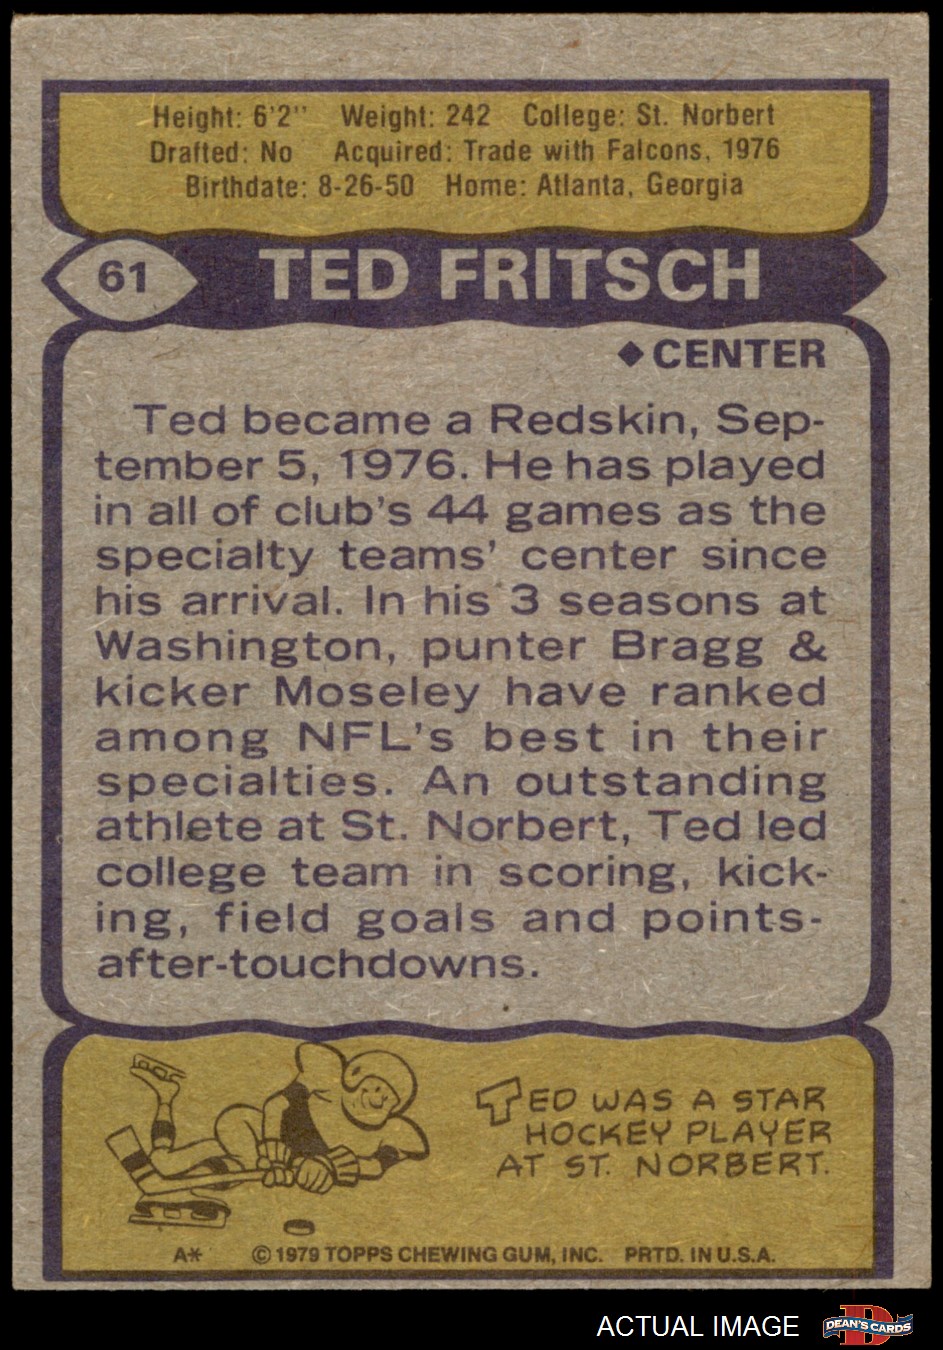 Height: 6'2" Weight: 242 College: St. Norbert
Drafted: No Acquired: Trade with Falcons, 1976
Birthdate: 8-26-50 Home: Atlanta, Georgia
61 TED FRITSCH
◆CENTER
Ted became a Redskin, Sep-
tember 5, 1976. He has played
in all of club's 44 games as the
specialty teams' center since
his arrival. In his 3 seasons at
Washington, punter Bragg &
kicker Moseley have ranked
among NFL's best in their
specialties. An outstanding
athlete at St. Norbert, Ted led
college team in scoring, kick-
ing, field goals and points-
after-touchdowns.
TED WAS A STAR
HOCKEY PLAYER
AT ST. NORBERT.
A* ©1979 TOPPS CHEWING GUM, INC. PRTD. IN U.S.A.
ACTUAL IMAGE D DEAN'S CARDS